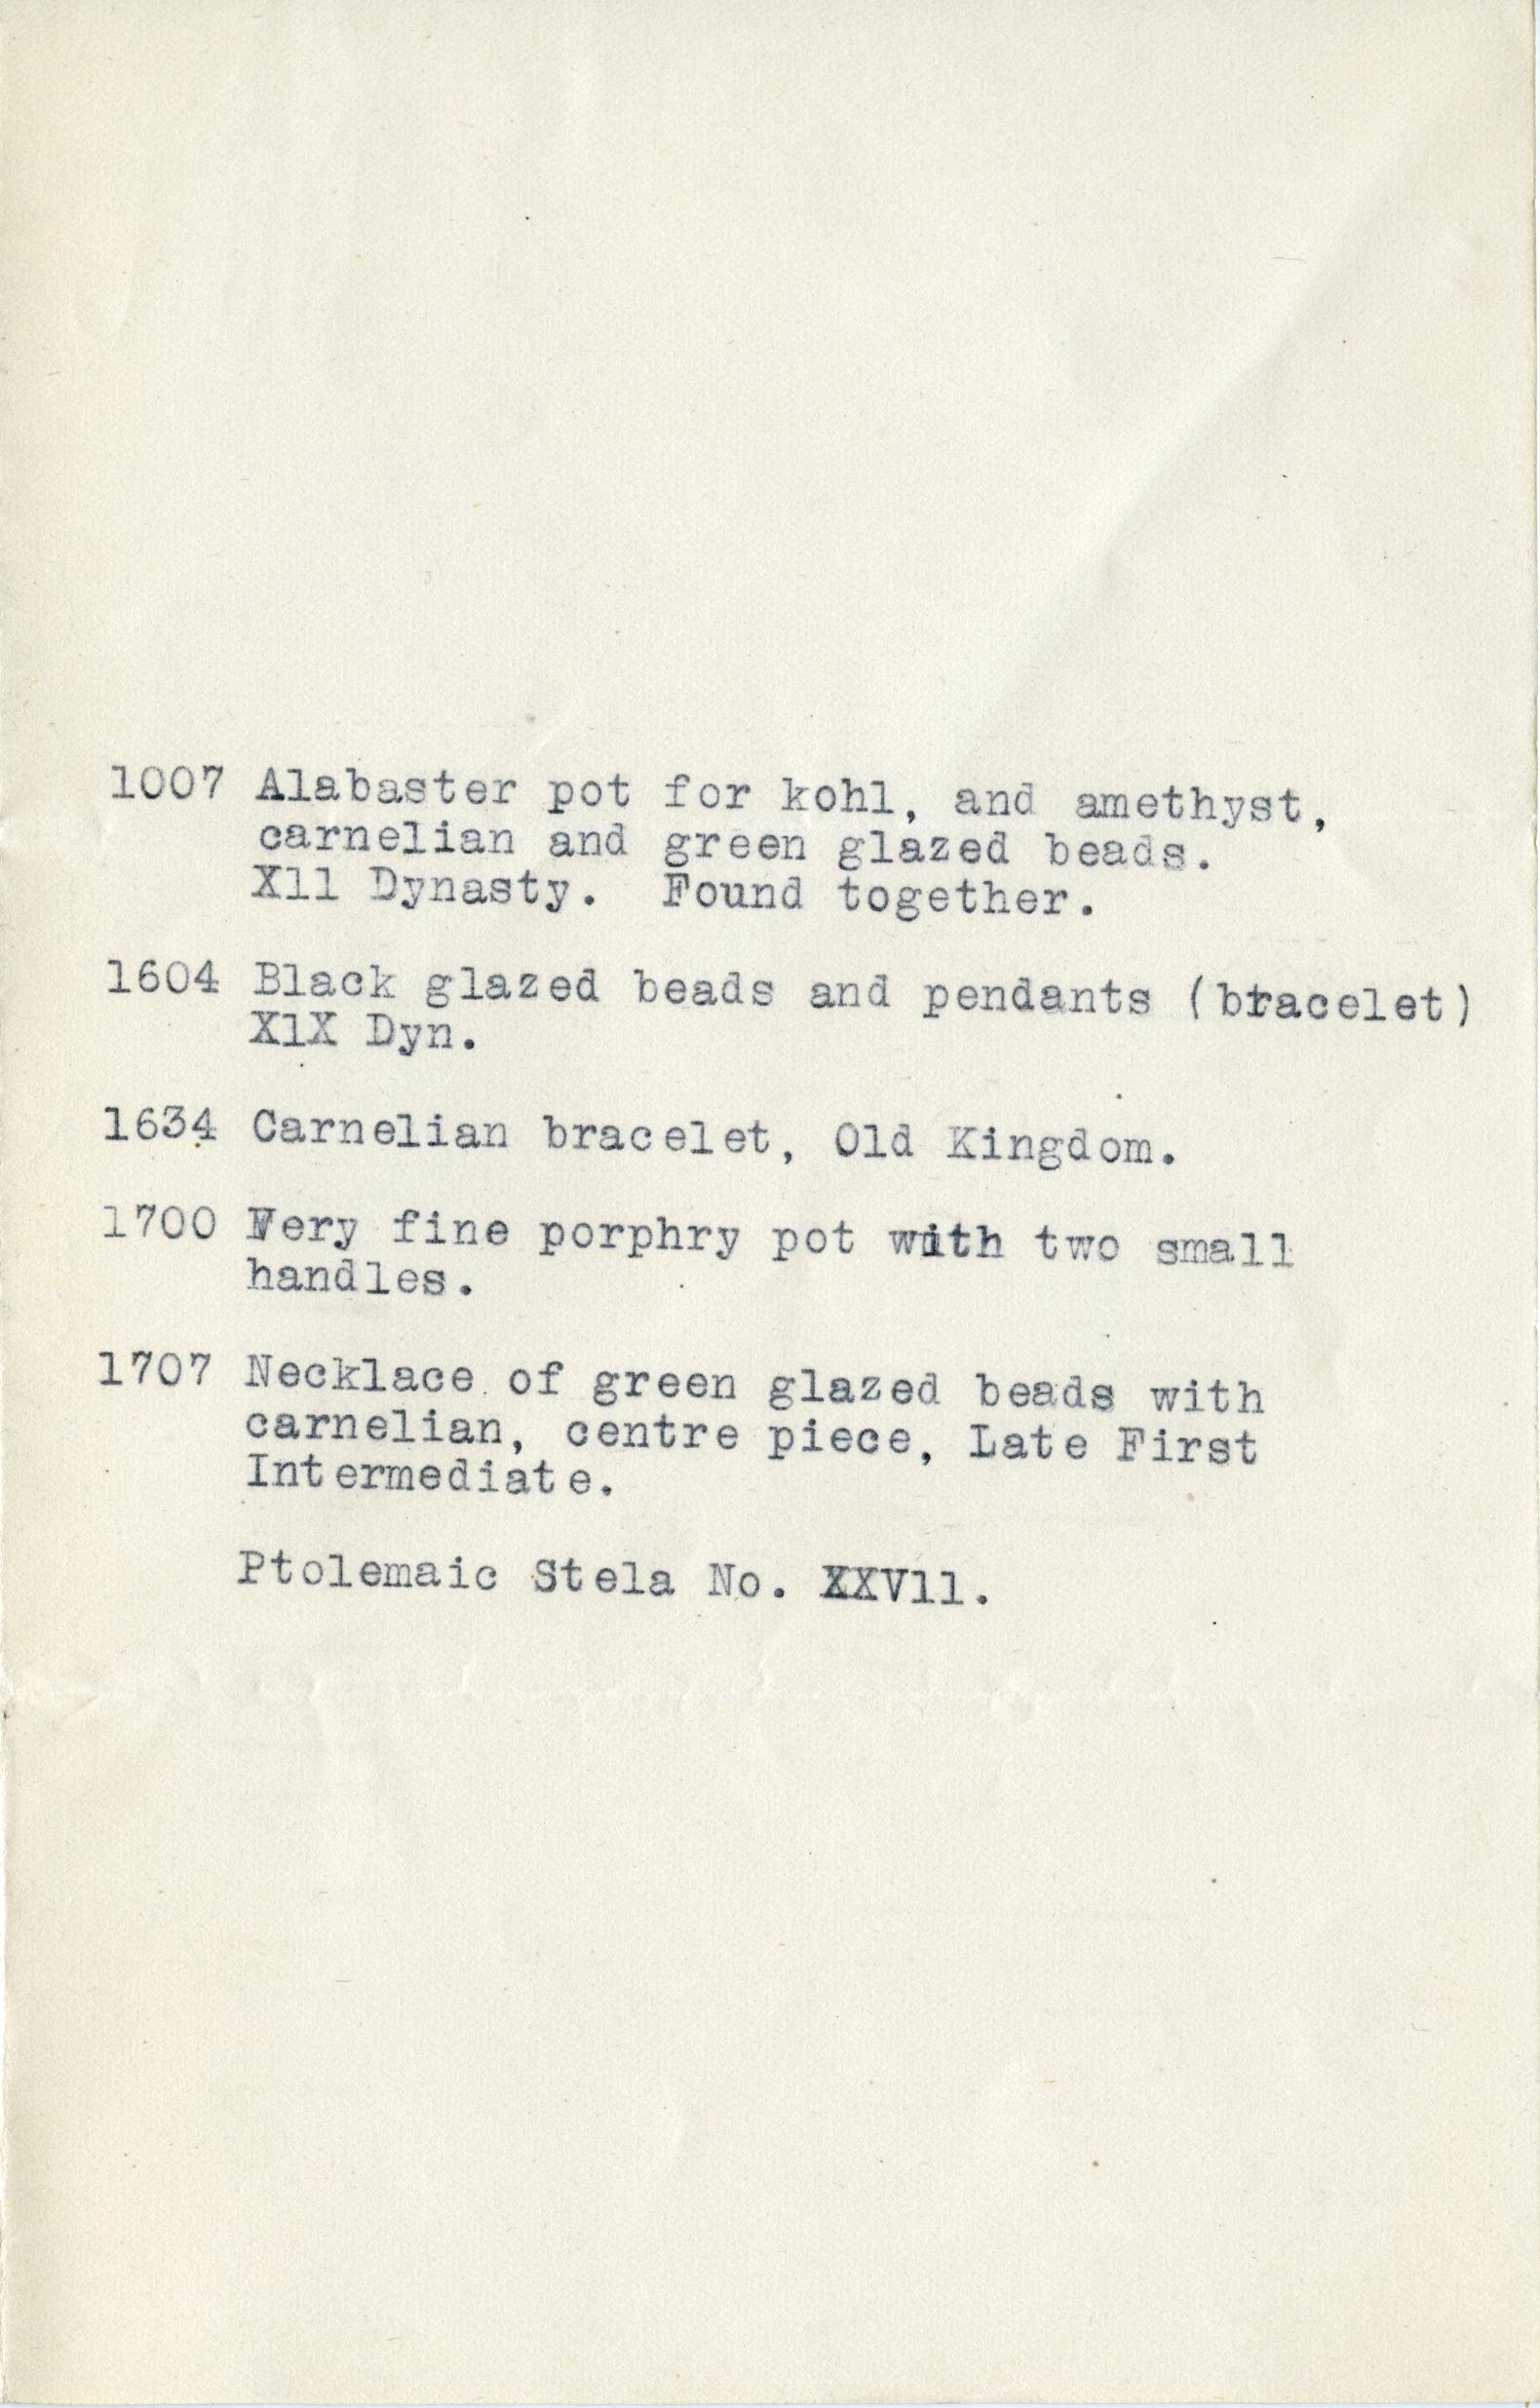 1007 Alabaster pot for kohl, and amethyst,
carnelian and green glazed beads.
X11 Dynasty. Found together.
1604 Black glazed beads and pendants (bracelet)
X1X Dyn.
1634 Carnelian bracelet, Old Kingdom.
1700 Very fine porphry pot with two small
handles.
1707 Necklace of green glazed beads with
carnelian, centre piece, Late First
Intermediate.
Ptolemaic Stela No. XXV11.